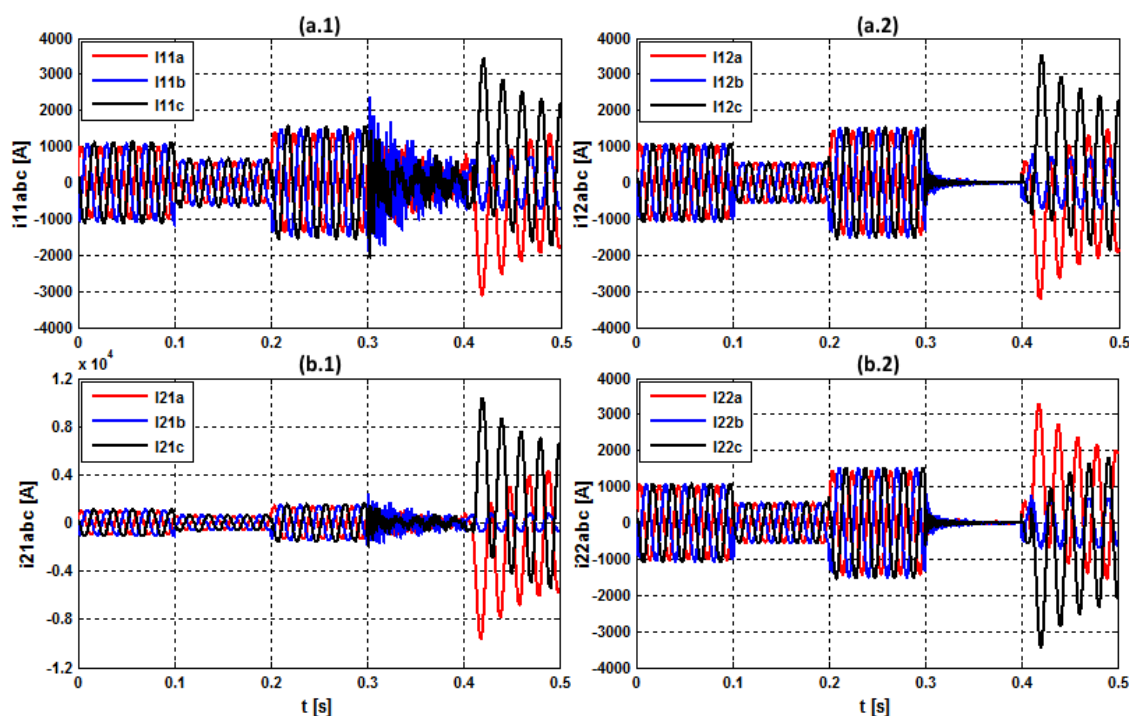 (a.1)
4000
3000
2000
1000
0
-1000
-2000
-3000
-4000
i11abc [A]
I11a
I11b
I11c
0 0.1 0.2 0.3 0.4 0.5
(a.2)
4000
3000
2000
1000
0
-1000
-2000
-3000
-4000
i12abc [A]
I12a
I12b
I12c
0 0.1 0.2 0.3 0.4 0.5
x 10^4
(b.1)
1.2
0.8
0.4
0
-0.4
-0.8
-1.2
i21abc [A]
I21a
I21b
I21c
0 0.1 0.2 0.3 0.4 0.5
t [s]
(b.2)
4000
3000
2000
1000
0
-1000
-2000
-3000
-4000
i22abc [A]
I22a
I22b
I22c
0 0.1 0.2 0.3 0.4 0.5
t [s]